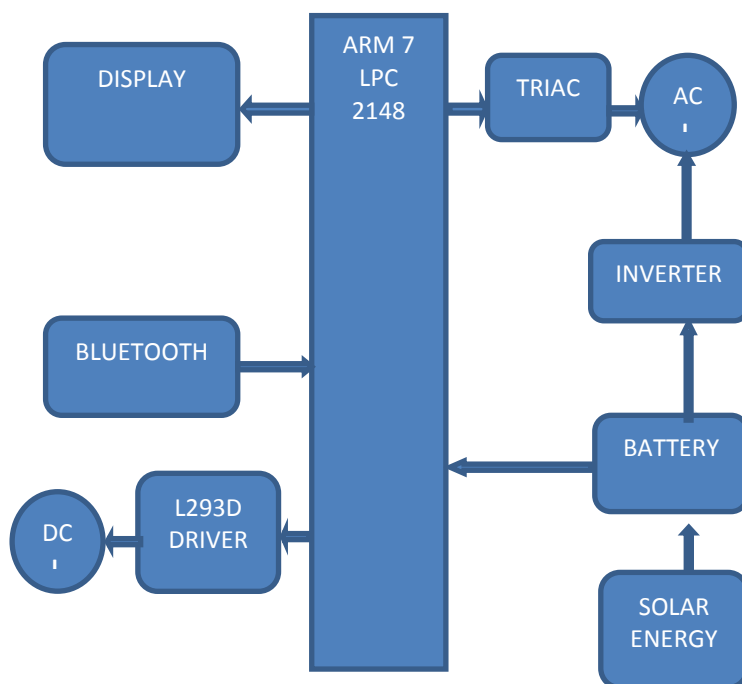 DISPLAY
ARM 7
LPC
2148
TRIAC
AC
INVERTER
BLUETOOTH
BATTERY
L293D
DRIVER
DC
SOLAR
ENERGY